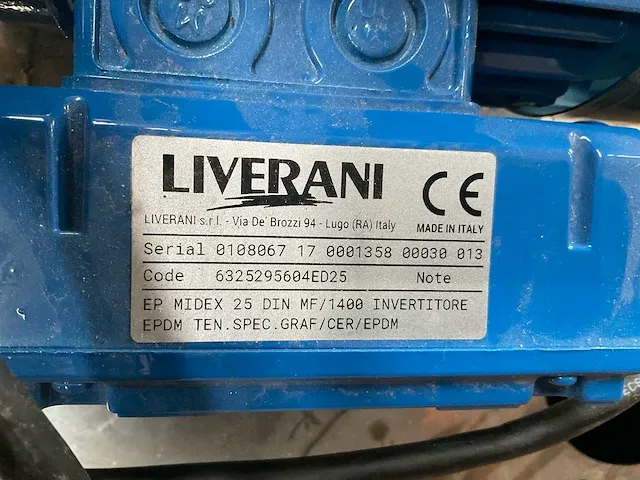 LIVERANI
CE
LIVERANI s.r.l. - Via De' Brozzi 94 - Lugo (RA) Italy
MADE IN ITALY
Serial 0108067 17 0001358 00030 013
Code 6325295604ED25 Note
EP MIDEX 25 DIN MF/1400 INVERTITORE
EPDM TEN.SPEC.GRAF/CER/EPDM